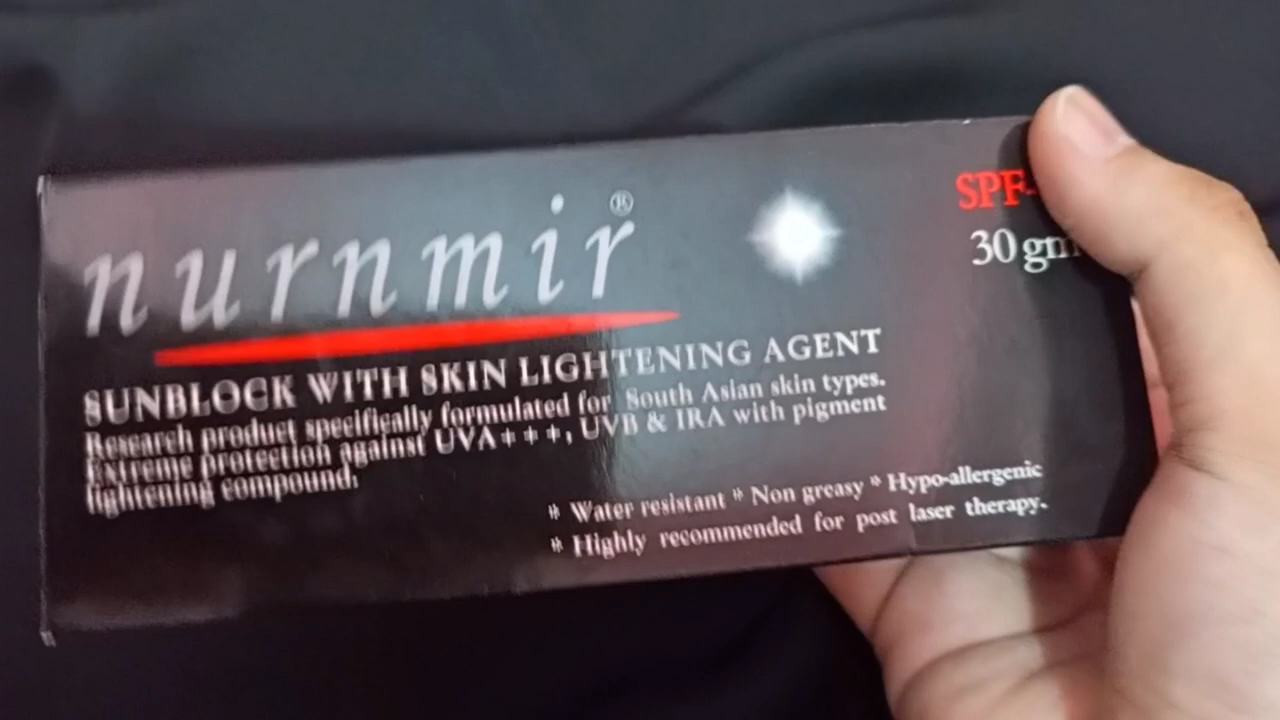 nurnmir®
SPF-
30 gm
SUNBLOCK WITH SKIN LIGHTENING AGENT
Research product specifically formulated for South Asian skin types.
Extreme protection against UVA+++, UVB & IRA with pigment
lightening compound.
* Water resistant * Non greasy * Hypo-allergenic
* Highly recommended for post laser therapy.